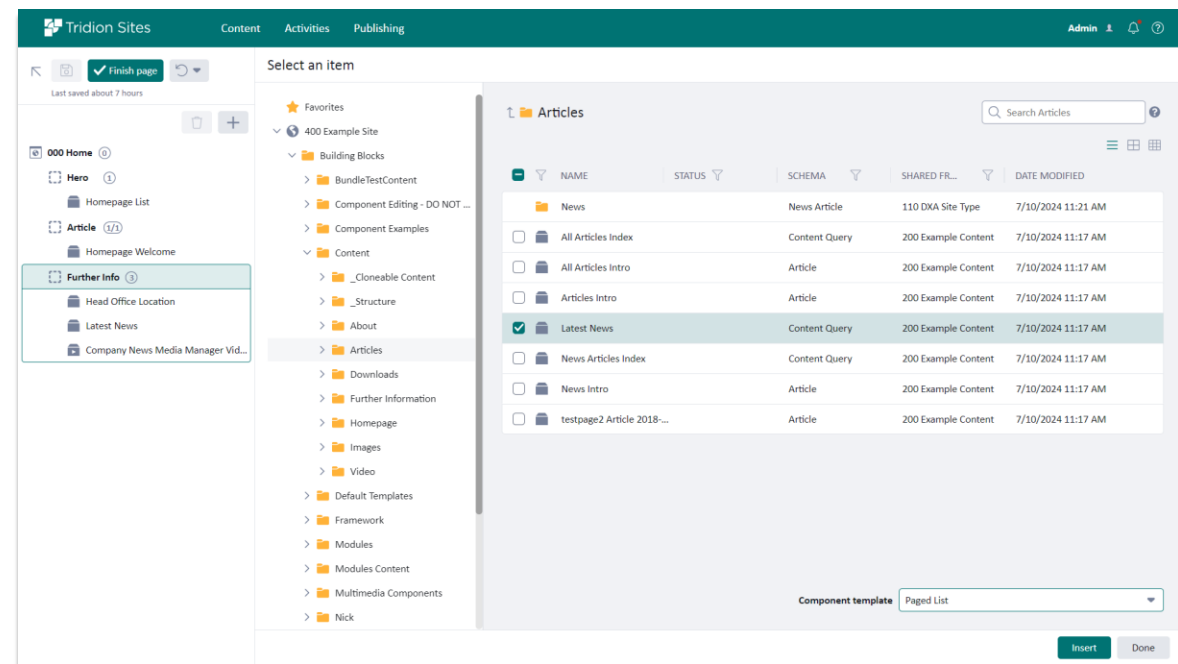 Tridion Sites
Content Activities Publishing
Admin
Finish page
Last saved about 7 hours
000 Home 0
Hero 1
Homepage List
Article 1/1
Homepage Welcome
Further Info 3
Head Office Location
Latest News
Company News Media Manager Vid...
Select an item
Favorites
400 Example Site
Building Blocks
BundleTestContent
Component Editing - DO NOT ...
Component Examples
Content
_Cloneable Content
_Structure
About
Articles
Downloads
Further Information
Homepage
Images
Video
Default Templates
Framework
Modules
Modules Content
Multimedia Components
Nick
Articles
Search Articles
NAME STATUS SCHEMA SHARED FR... DATE MODIFIED
News News Article 110 DXA Site Type 7/10/2024 11:21 AM
All Articles Index Content Query 200 Example Content 7/10/2024 11:17 AM
All Articles Intro Article 200 Example Content 7/10/2024 11:17 AM
Articles Intro Article 200 Example Content 7/10/2024 11:17 AM
Latest News Content Query 200 Example Content 7/10/2024 11:17 AM
News Articles Index Content Query 200 Example Content 7/10/2024 11:17 AM
News Intro Article 200 Example Content 7/10/2024 11:17 AM
testpage2 Article 2018-... Article 200 Example Content 7/10/2024 11:17 AM
Component template Paged List
Insert Done